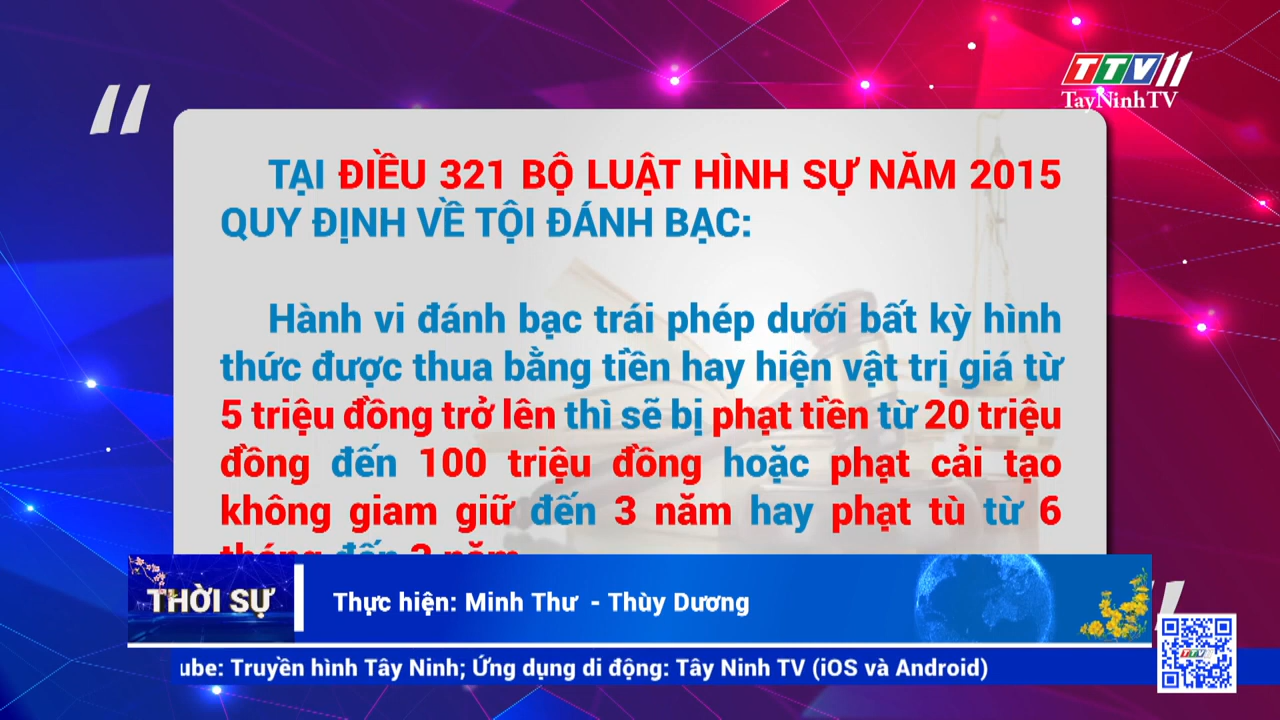 TTV11
TayNinhTV
TẠI ĐIỀU 321 BỘ LUẬT HÌNH SỰ NĂM 2015
QUY ĐỊNH VỀ TỘI ĐÁNH BẠC:
Hành vi đánh bạc trái phép dưới bất kỳ hình
thức được thua bằng tiền hay hiện vật trị giá từ
5 triệu đồng trở lên thì sẽ bị phạt tiền từ 20 triệu
đồng đến 100 triệu đồng hoặc phạt cải tạo
không giam giữ đến 3 năm hay phạt tù từ 6
THỜI SỰ
Thực hiện: Minh Thư - Thùy Dương
ube: Truyền hình Tây Ninh; Ứng dụng di động: Tây Ninh TV (iOS và Android)
TTV11